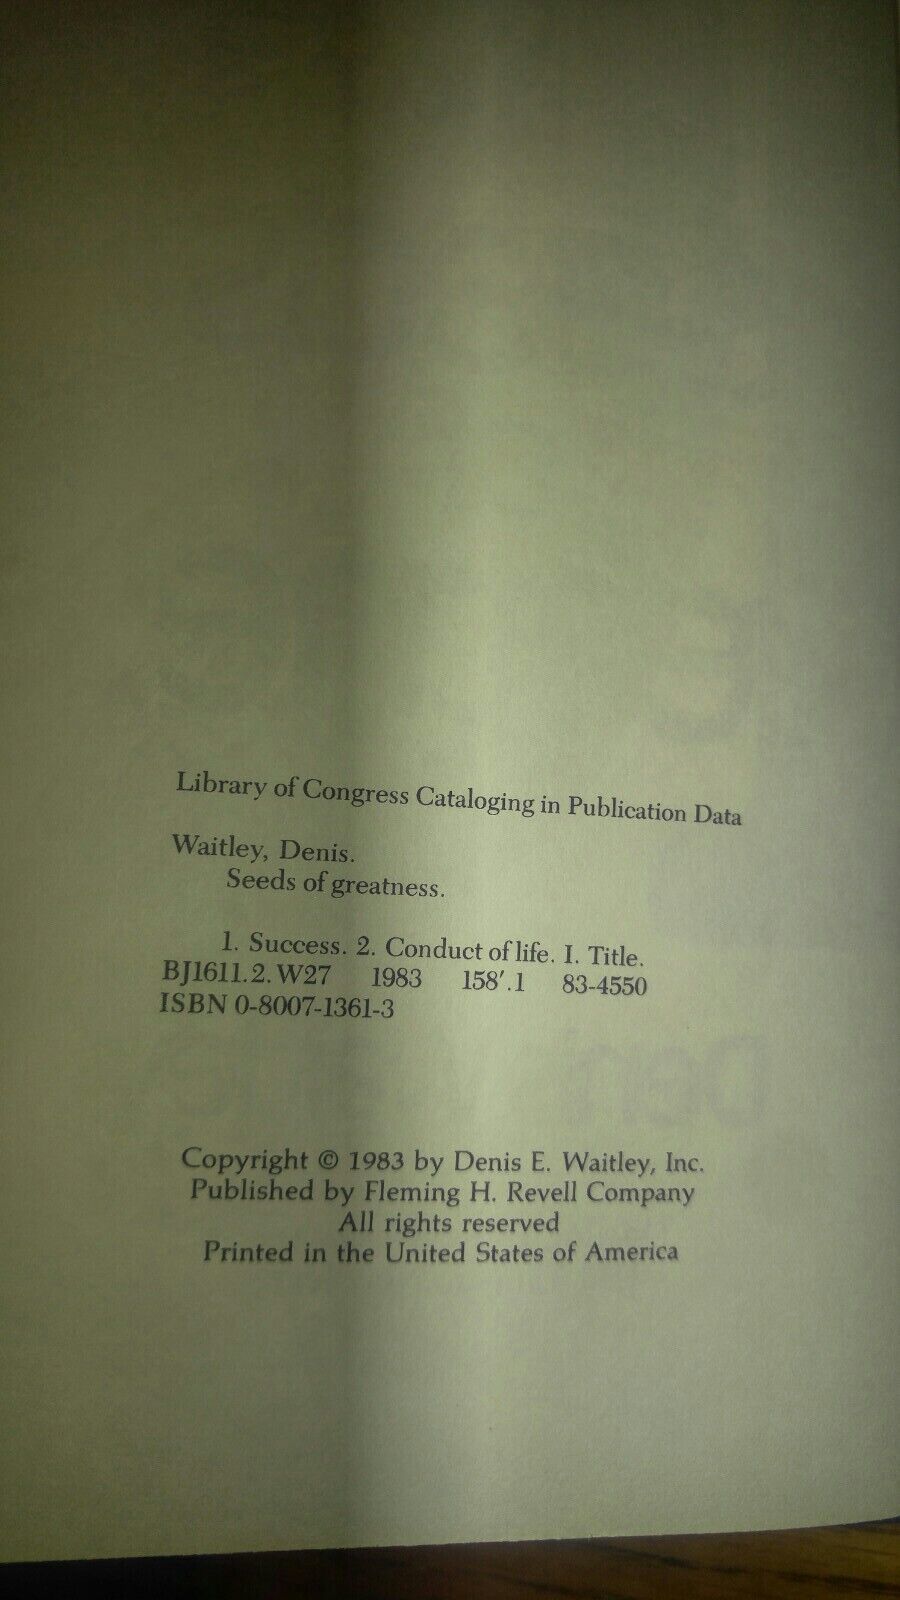 Library of Congress Cataloging in Publication Data
Waitley, Denis.
Seeds of greatness.
1. Success. 2. Conduct of life. I. Title.
BJ1611.2.W27 1983 158′.1 83-4550
ISBN 0-8007-1361-3
Copyright © 1983 by Denis E. Waitley, Inc.
Published by Fleming H. Revell Company
All rights reserved
Printed in the United States of America